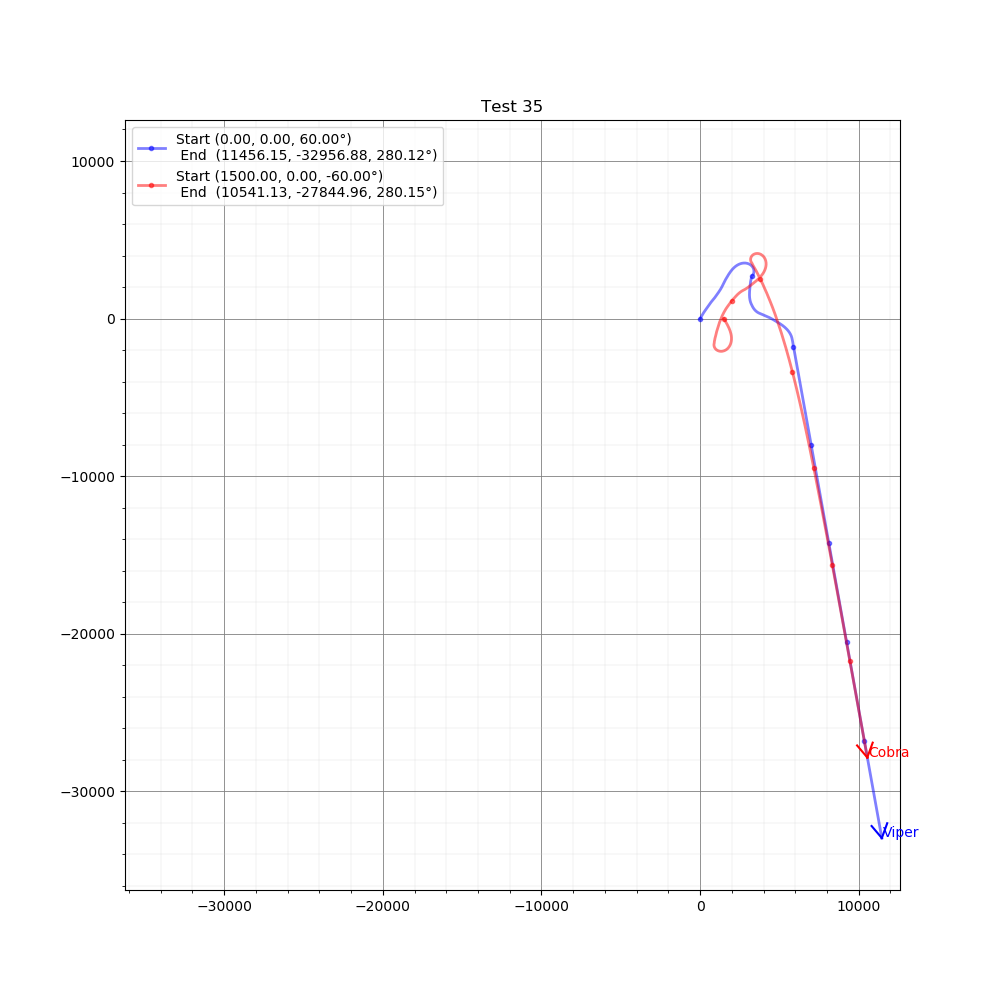 Test 35
Start (0.00, 0.00, 60.00°)
End (11456.15, -32956.88, 280.12°)
Start (1500.00, 0.00, -60.00°)
End (10541.13, -27844.96, 280.15°)
10000
0
−10000
−20000
−30000
Cobra
Viper
−30000
−20000
−10000
0
10000